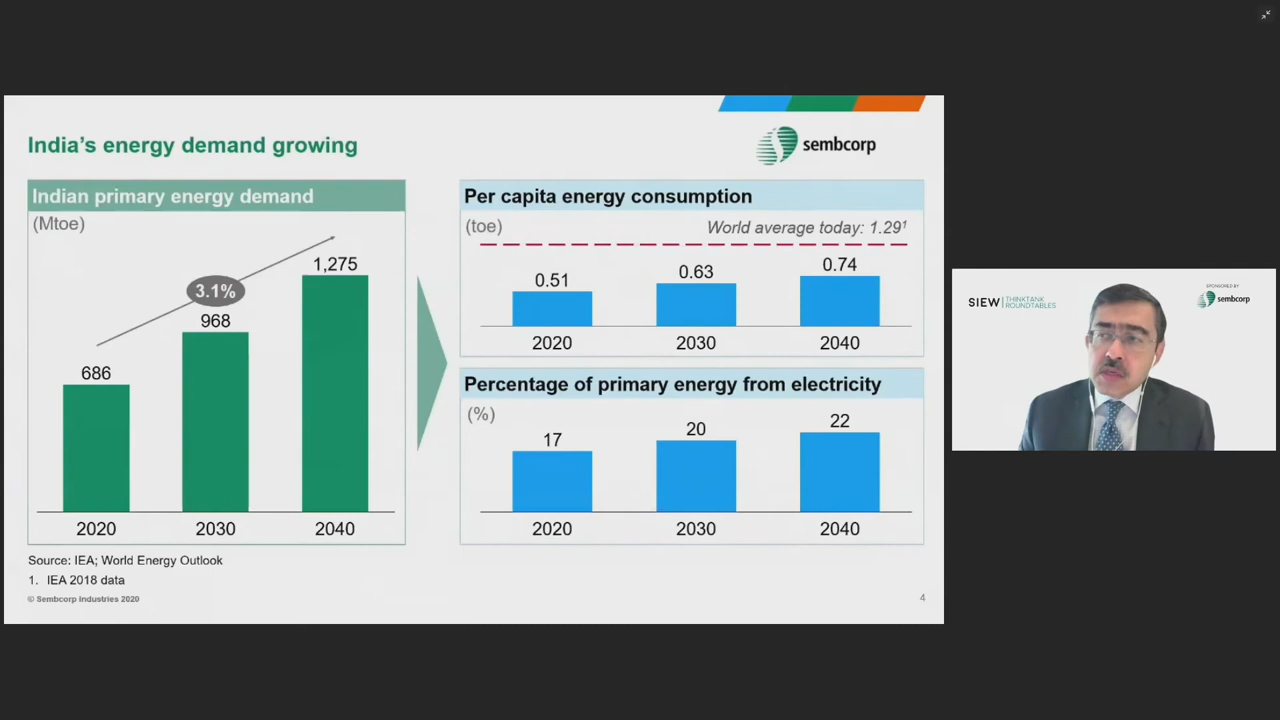 India's energy demand growing
sembcorp
Indian primary energy demand
(Mtoe)
3.1%
686
968
1,275
2020
2030
2040
Per capita energy consumption
(toe)
World average today: 1.29¹
0.51
0.63
0.74
2020
2030
2040
Percentage of primary energy from electricity
(%)
17
20
22
2020
2030
2040
Source: IEA; World Energy Outlook
1. IEA 2018 data
© Sembcorp Industries 2020
4
SIEW | THINKTANK
ROUNDTABLES
SPONSORED BY
sembcorp